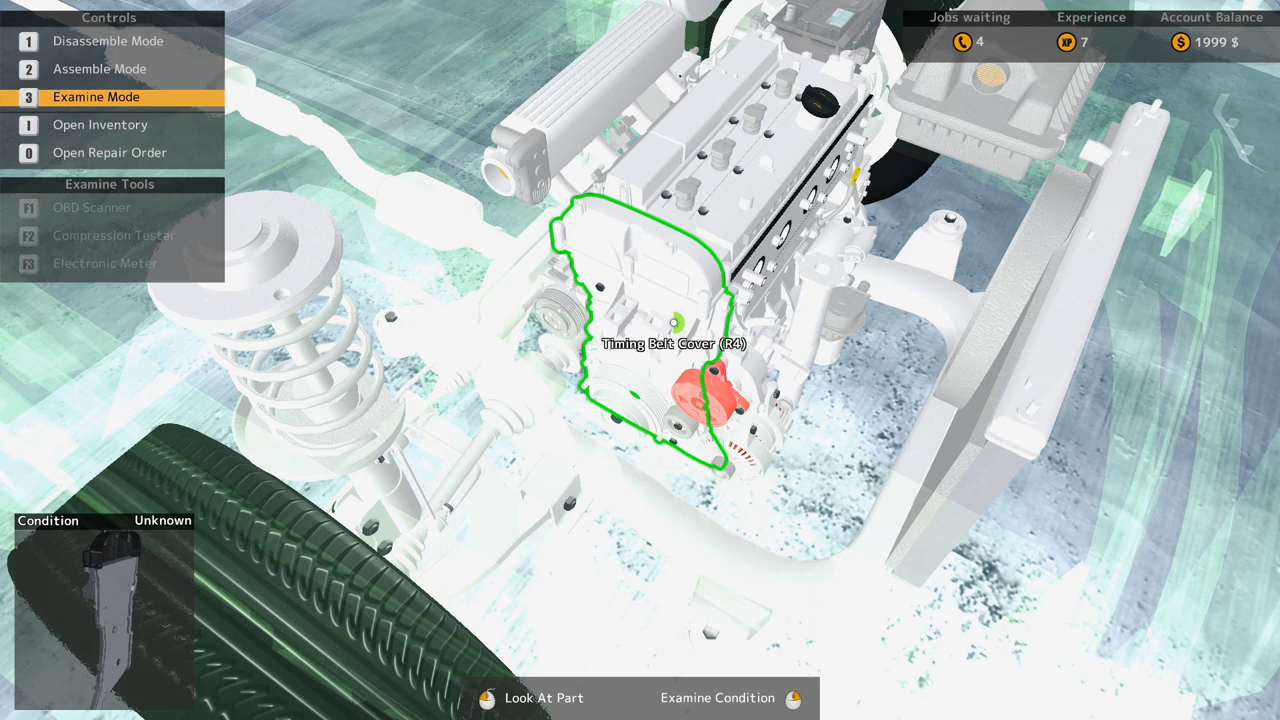 Controls
1 Disassemble Mode
2 Assemble Mode
3 Examine Mode
I Open Inventory
O Open Repair Order
Examine Tools
F1 OBD Scanner
F2 Compression Tester
F3 Electronic Meter
Jobs waiting Experience Account Balance
4 XP 7 $ 1999 $
Timing Belt Cover (R4)
Condition Unknown
Look At Part Examine Condition